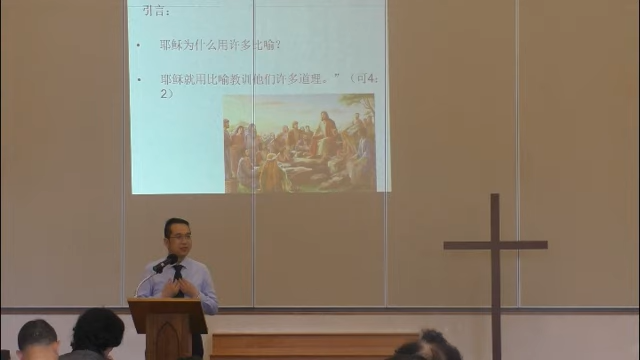 引言：
• 耶稣为什么用许多比喻？
• 耶稣就用比喻教训他们许多道理。”（可4：
2）